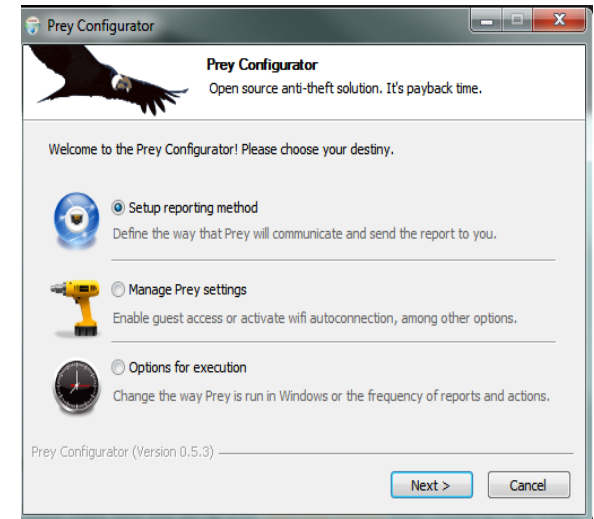 Prey Configurator
Prey Configurator
Open source anti-theft solution. It's payback time.
Welcome to the Prey Configurator! Please choose your destiny.
Setup reporting method
Define the way that Prey will communicate and send the report to you.
Manage Prey settings
Enable guest access or activate wifi autoconnection, among other options.
Options for execution
Change the way Prey is run in Windows or the frequency of reports and actions.
Prey Configurator (Version 0.5.3)
Next > Cancel